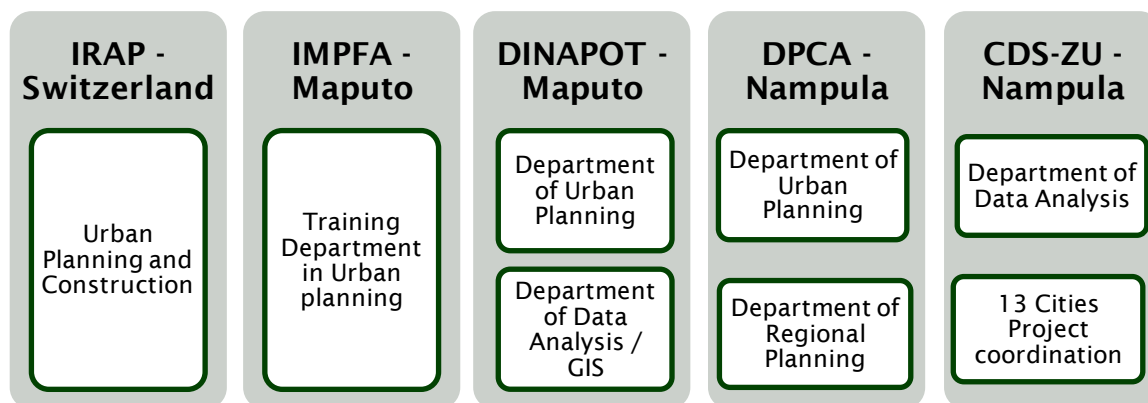 IRAP -
Switzerland
Urban
Planning and
Construction
IMPFA -
Maputo
Training
Department
in Urban
planning
DINAPOT -
Maputo
Department
of Urban
Planning
Department
of Data
Analysis /
GIS
DPCA -
Nampula
Department of
Urban
Planning
Department of
Regional
Planning
CDS-ZU -
Nampula
Department of
Data Analysis
13 Cities
Project
coordination